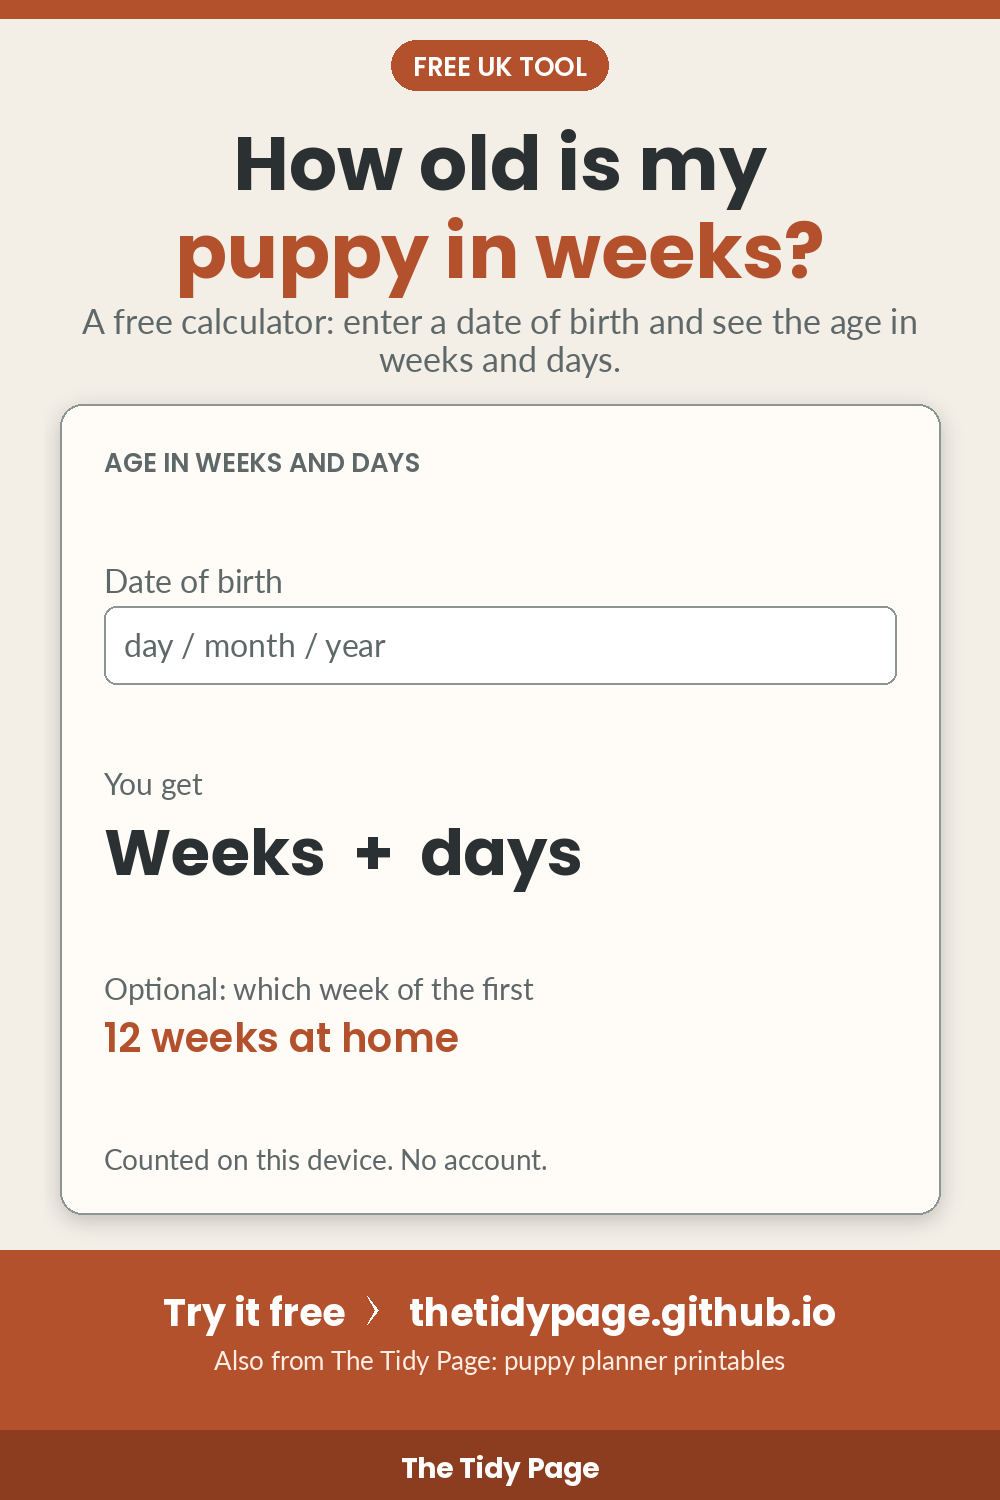 FREE UK TOOL
How old is my
puppy in weeks?
A free calculator: enter a date of birth and see the age in
weeks and days.
AGE IN WEEKS AND DAYS
Date of birth
day / month / year
You get
Weeks + days
Optional: which week of the first
12 weeks at home
Counted on this device. No account.
Try it free › thetidypage.github.io
Also from The Tidy Page: puppy planner printables
The Tidy Page